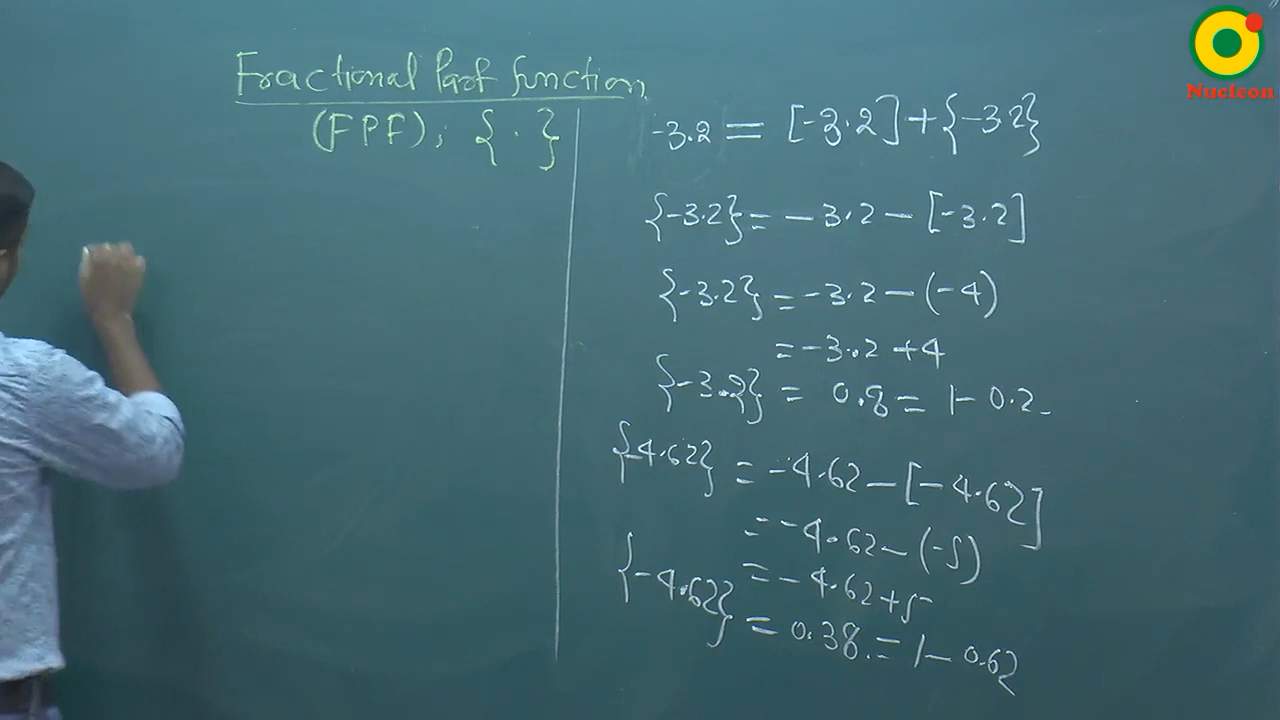 Fractional Part function
(FPF), { . }
-3.2 = [-3.2] + {-3.2}
{-3.2} = -3.2 - [-3.2]
{-3.2} = -3.2 - (-4)
= -3.2 + 4
{-3.2} = 0.8 = 1 - 0.2
{-4.62} = -4.62 - [-4.62]
= -4.62 - (-5)
= -4.62 + 5
{-4.62} = 0.38 = 1 - 0.62
Nucleon